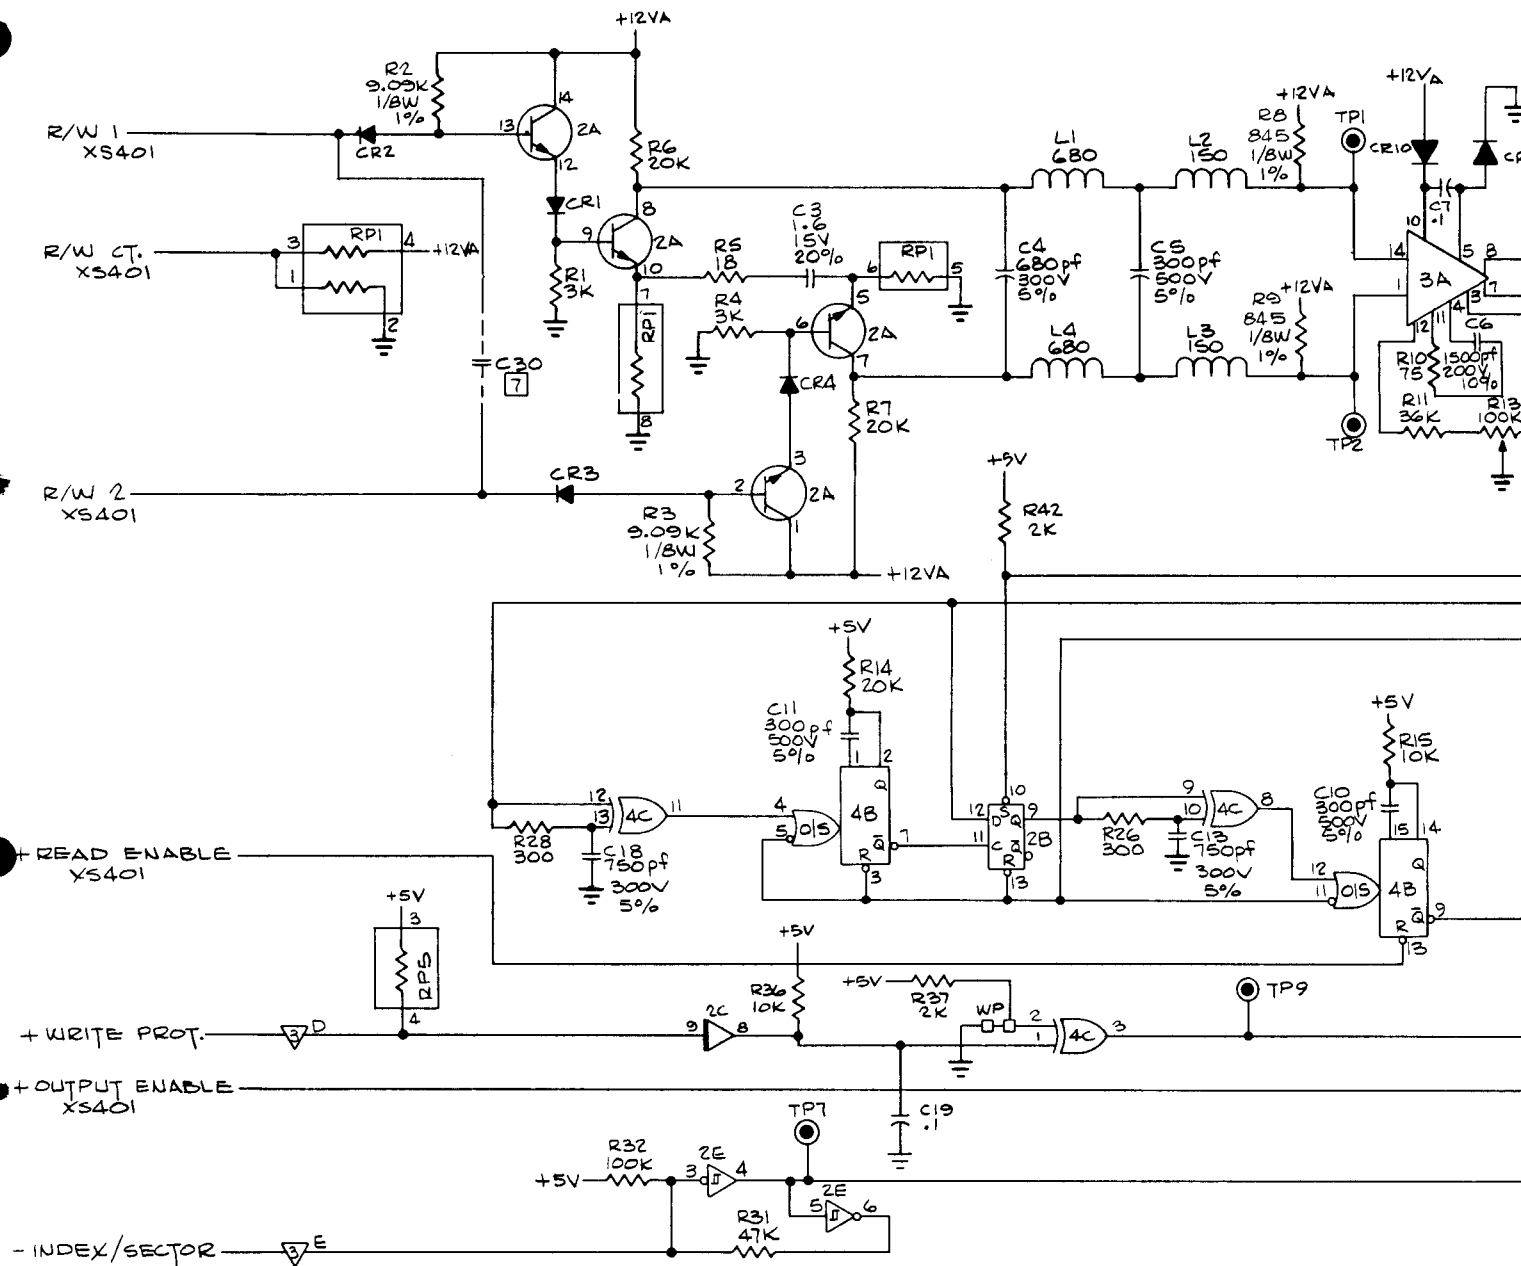 +12VA
R2
9.09K
1/8W
1%
14
13
2A
12
R/W 1
XS401
CR2
R6
20K
CR1
8
9
2A
10
R/W CT.
XS401
3
RP1
4
+12VA
1
2
R1
3K
R5
18
C3
1.6
15V
20%
6
RP1
5
7
RP1
8
R4
3K
6
5
2A
7
CR4
C30
7
R7
20K
3
2
2A
1
R/W 2
XS401
CR3
R3
9.09K
1/8W
1%
+12VA
L1
680
L2
150
C4
680pf
300V
5%
C5
300pf
500V
5%
L4
680
L3
150
+12VA
R8
845
1/8W
1%
TP1
R9
+12VA
845
1/8W
1%
TP2
+12VA
CR10
CR
C7
.1
10
14
5
8
3A
1
7
3
4
12
11
C6
1500pf
200V
10%
R10
75
R11
36K
R13
100K
+5V
R42
2K
+5V
R14
20K
C11
300pf
500V
5%
1
2
Q
4B
Q
7
R
3
12
13
4C
11
4
5
O/S
R28
300
C18
750pf
300V
5%
10
S
12
D
Q
9
11
C
Q
2B
R
13
9
10
4C
8
R26
300
C13
750pf
300V
5%
+5V
R15
10K
C10
300pf
500V
5%
15
14
Q
12
11
O/S
4B
Q
9
R
13
+ READ ENABLE
XS401
+5V
3
RP5
4
+ WRITE PROT.
3
D
9
2C
8
+5V
R36
10K
+5V
R37
2K
WP
2
1
4C
3
TP9
C19
.1
+ OUTPUT ENABLE
XS401
TP7
+5V
R32
100K
3
2E
4
2E
5
6
R31
47K
- INDEX/SECTOR
3
E